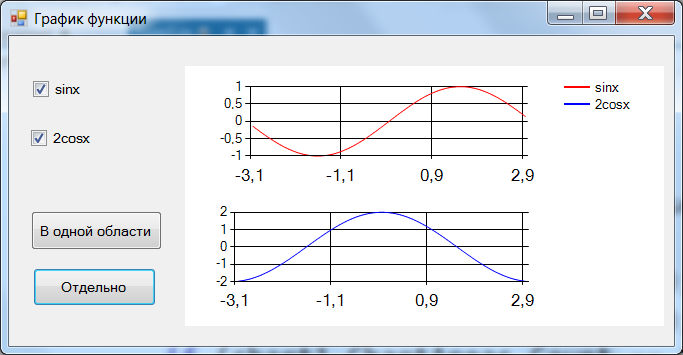 График функции
sinx
2cosx
В одной области
Отдельно
1
0,5
0
-0,5
-1
-3,1 -1,1 0,9 2,9
2
1
0
-1
-2
-3,1 -1,1 0,9 2,9
sinx
2cosx